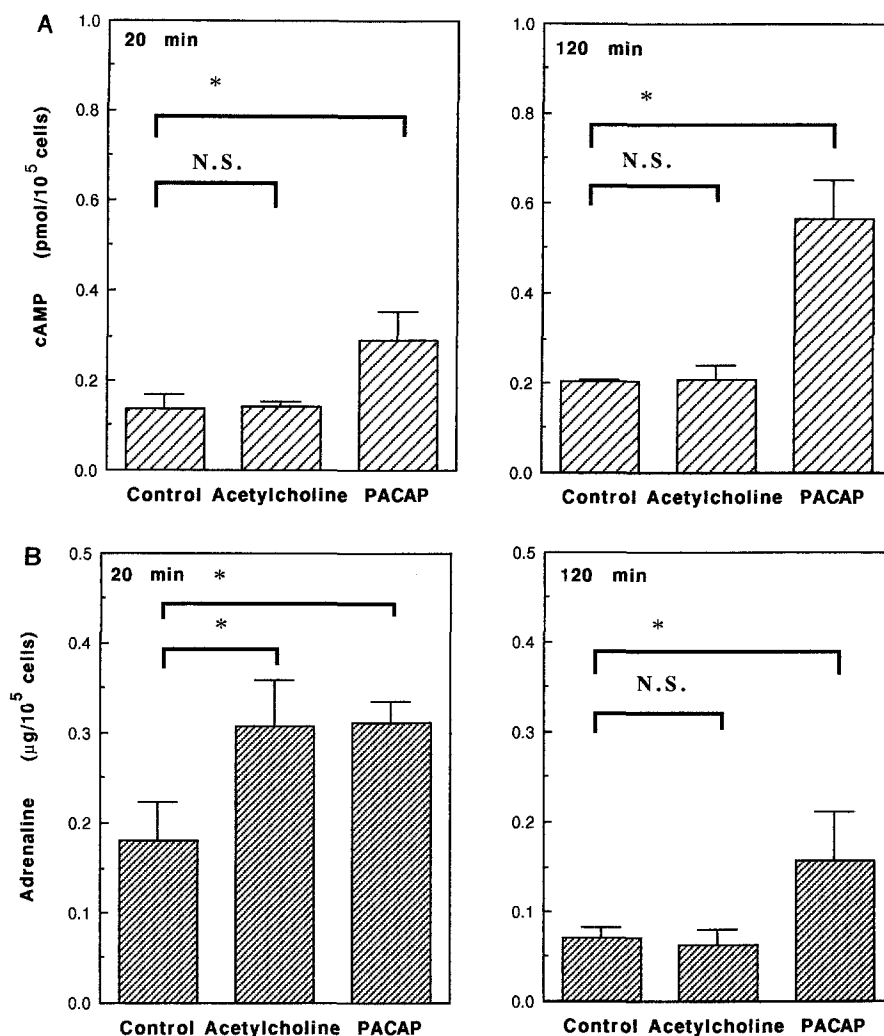 A
20 min
*
N.S.
1.0
0.8
0.6
0.4
0.2
0.0
cAMP (pmol/10^5 cells)
Control Acetylcholine PACAP
120 min
*
N.S.
1.0
0.8
0.6
0.4
0.2
0.0
Control Acetylcholine PACAP
B
20 min *
*
0.5
0.4
0.3
0.2
0.1
0.0
Adrenaline (μg/10^5 cells)
Control Acetylcholine PACAP
120 min
*
N.S.
0.5
0.4
0.3
0.2
0.1
0.0
Control Acetylcholine PACAP